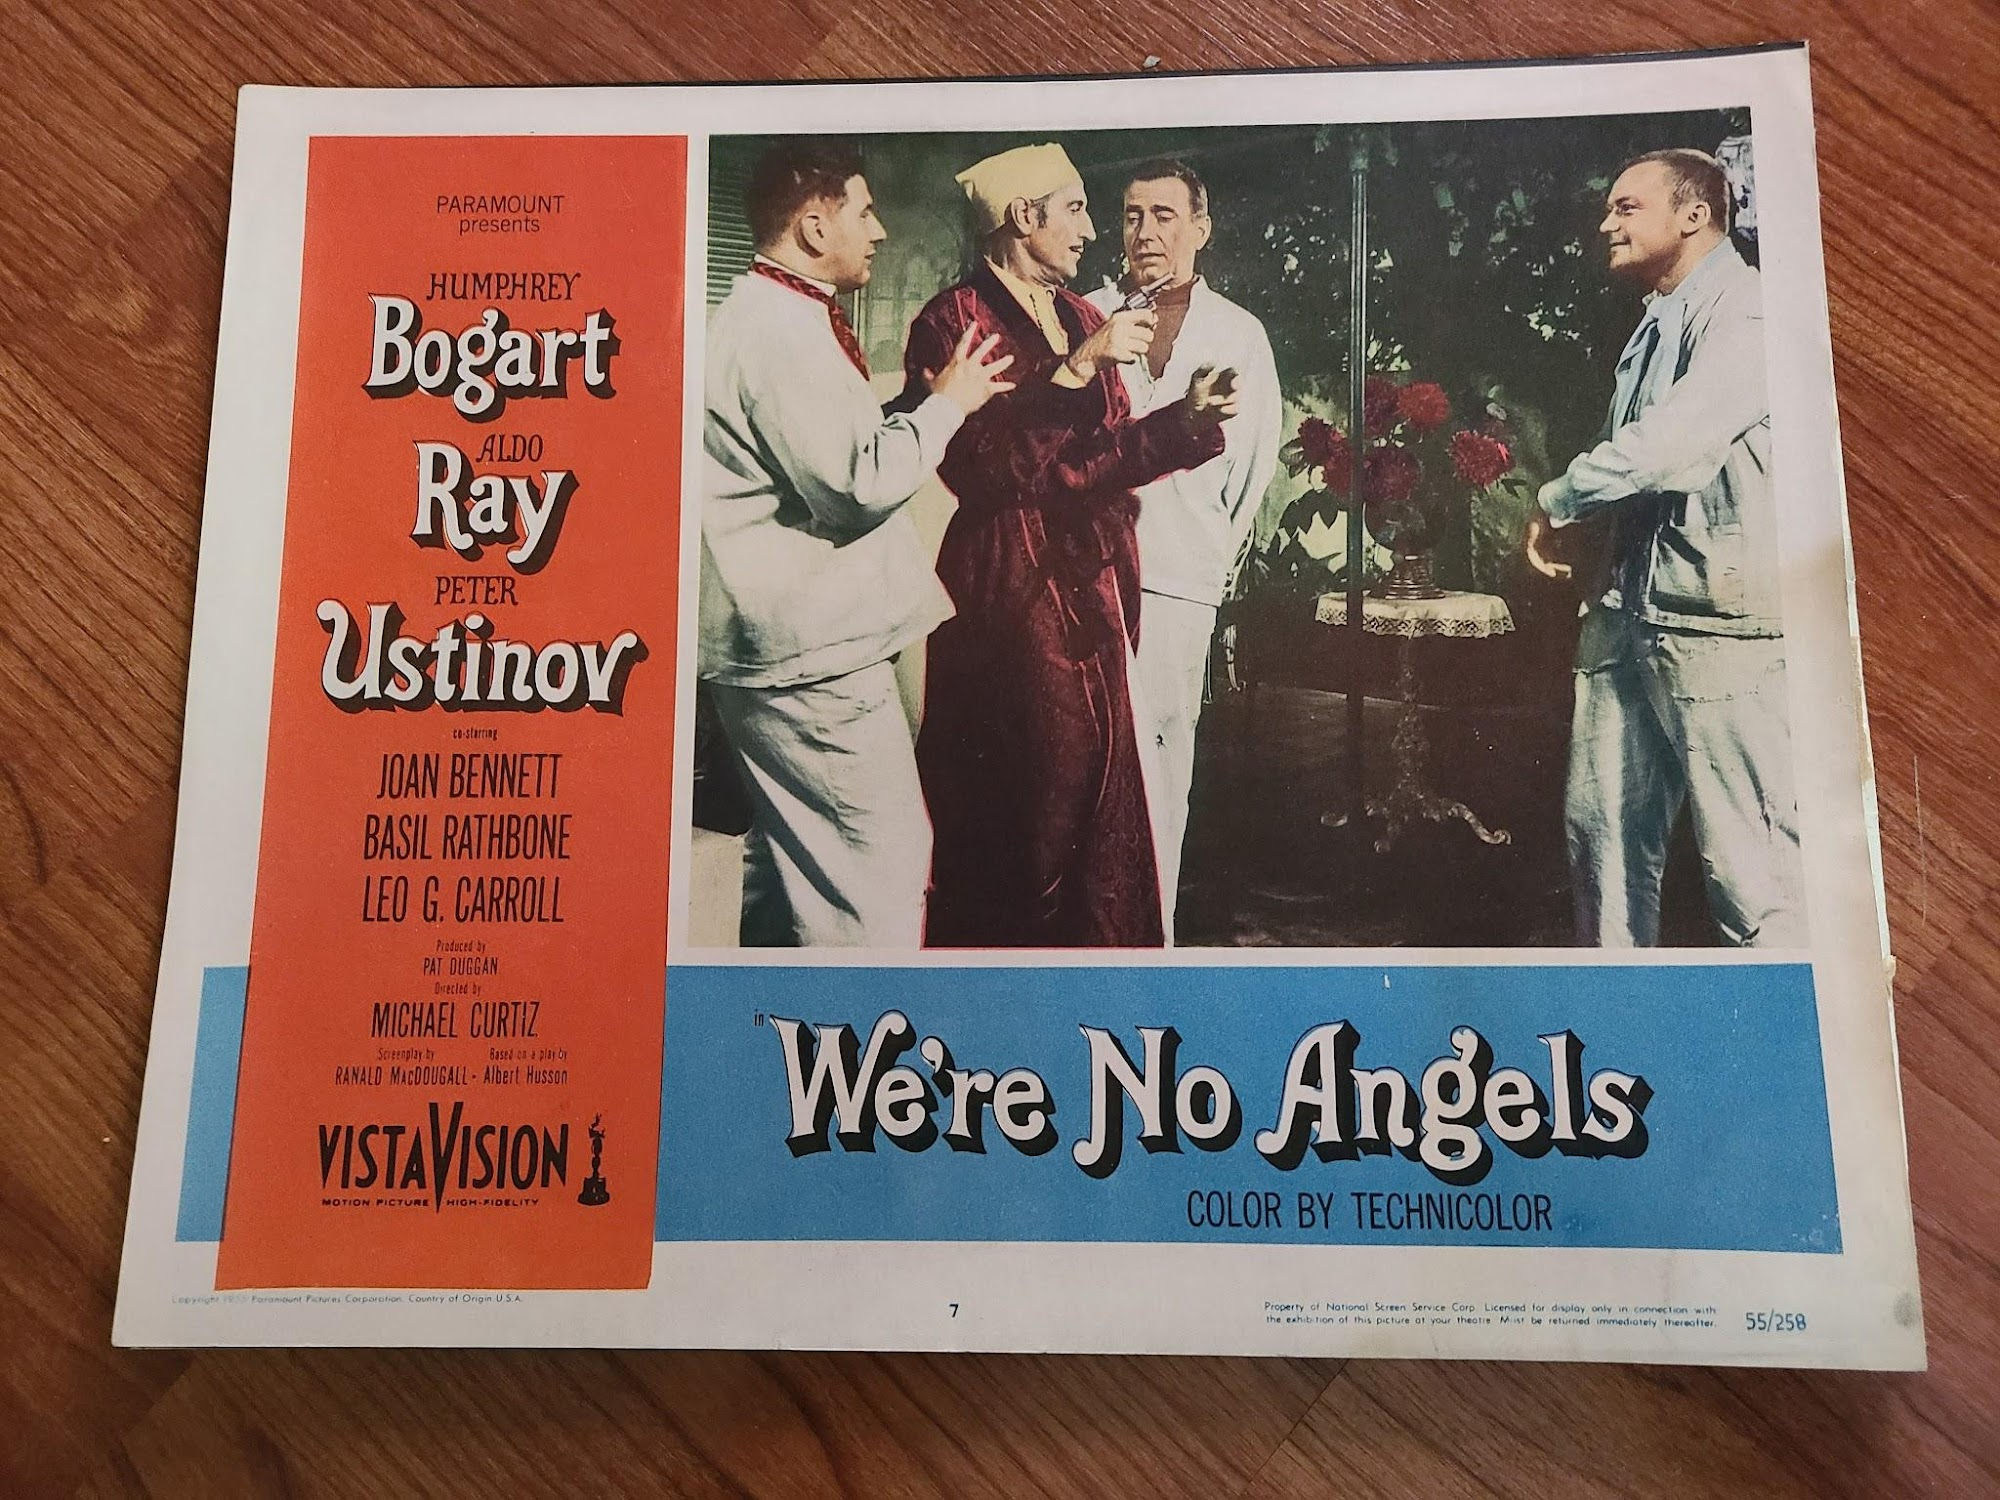 PARAMOUNT
presents
HUMPHREY
Bogart
ALDO
Ray
PETER
Ustinov
co-starring
JOAN BENNETT
BASIL RATHBONE
LEO G. CARROLL
Produced by
PAT DUGGAN
Directed by
MICHAEL CURTIZ
Screenplay by Based on a play by
RANALD MacDOUGALL - Albert Husson
VISTAVISION
MOTION PICTURE HIGH-FIDELITY
in
We're No Angels
COLOR BY TECHNICOLOR
Copyright 1955 Paramount Pictures Corporation. Country of Origin U.S.A.
7
Property of National Screen Service Corp. Licensed for display only in connection with
the exhibition of this picture at your theatre. Must be returned immediately thereafter.
55/258